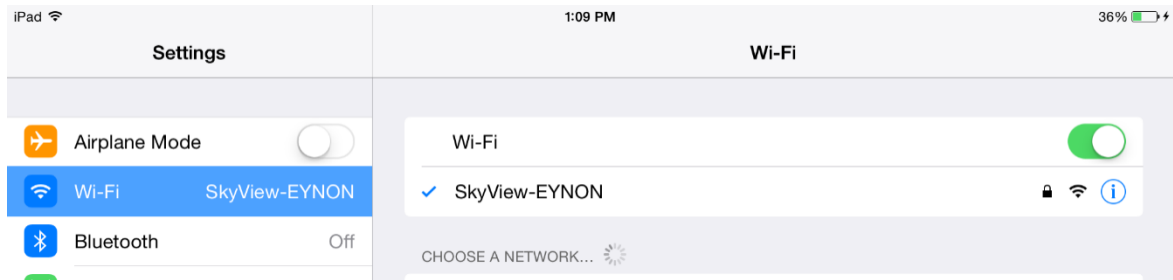 iPad 1:09 PM 36%
Settings Wi-Fi
Airplane Mode
Wi-Fi SkyView-EYNON
Bluetooth Off
Wi-Fi
SkyView-EYNON
CHOOSE A NETWORK...